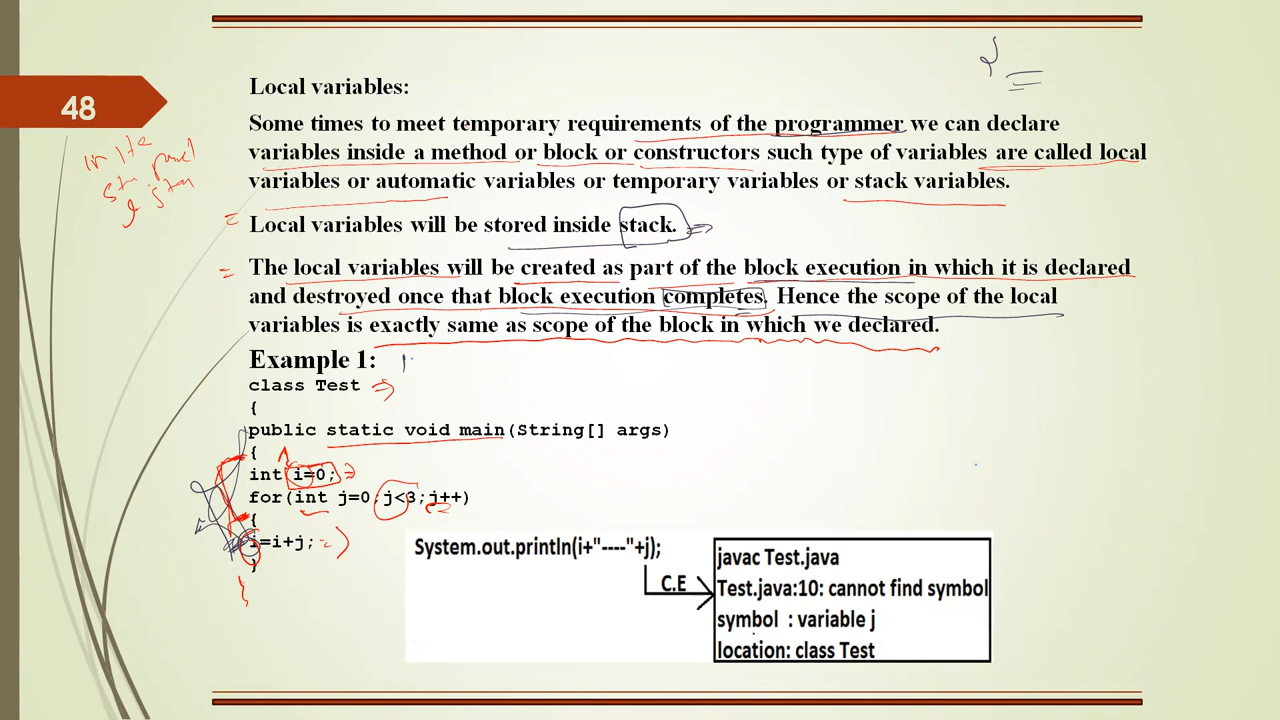 48
Local variables:
Some times to meet temporary requirements of the programmer we can declare
variables inside a method or block or constructors such type of variables are called local
variables or automatic variables or temporary variables or stack variables.
Local variables will be stored inside stack.
The local variables will be created as part of the block execution in which it is declared
and destroyed once that block execution completes. Hence the scope of the local
variables is exactly same as scope of the block in which we declared.
Example 1:
class Test
{
public static void main(String[] args)
{
int i=0;
for(int j=0;j<3;j++)
{
i=i+j;
}
System.out.println(i+"----"+j);
C.E
javac Test.java
Test.java:10: cannot find symbol
symbol : variable j
location: class Test